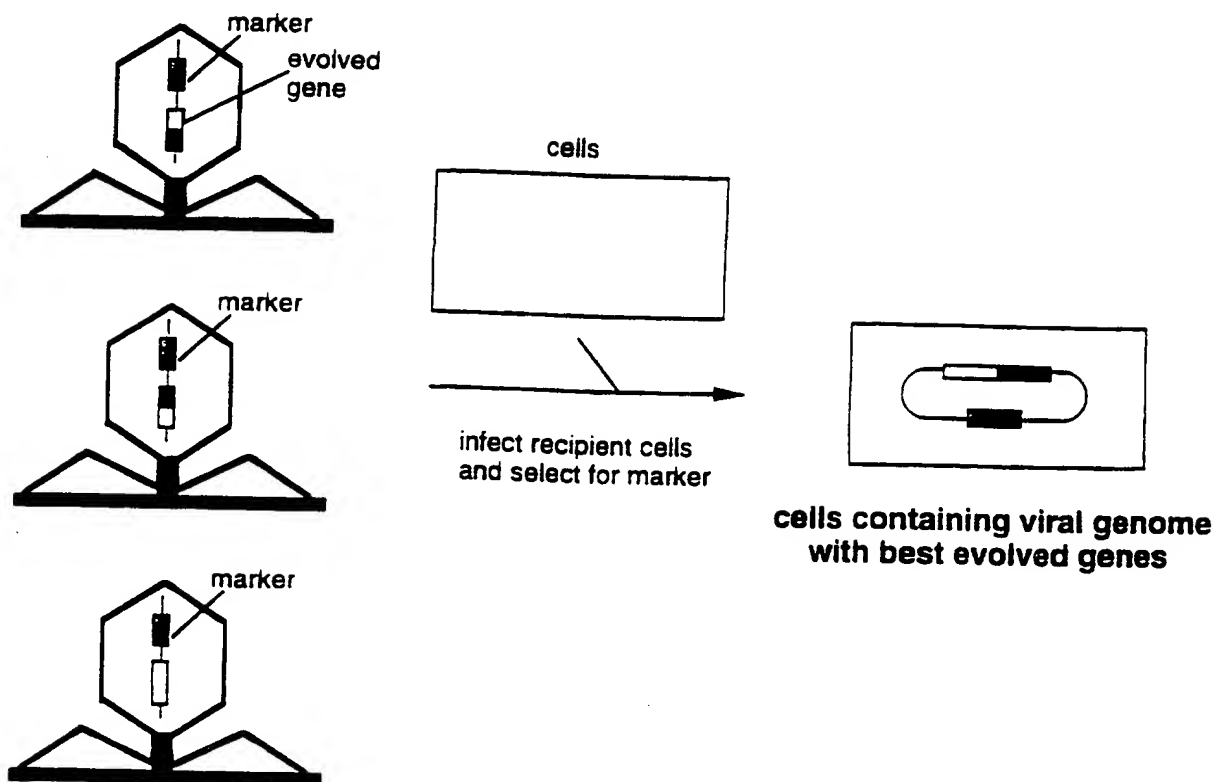 marker
evolved
gene
cells
marker
infect recipient cells
and select for marker
cells containing viral genome
with best evolved genes
marker